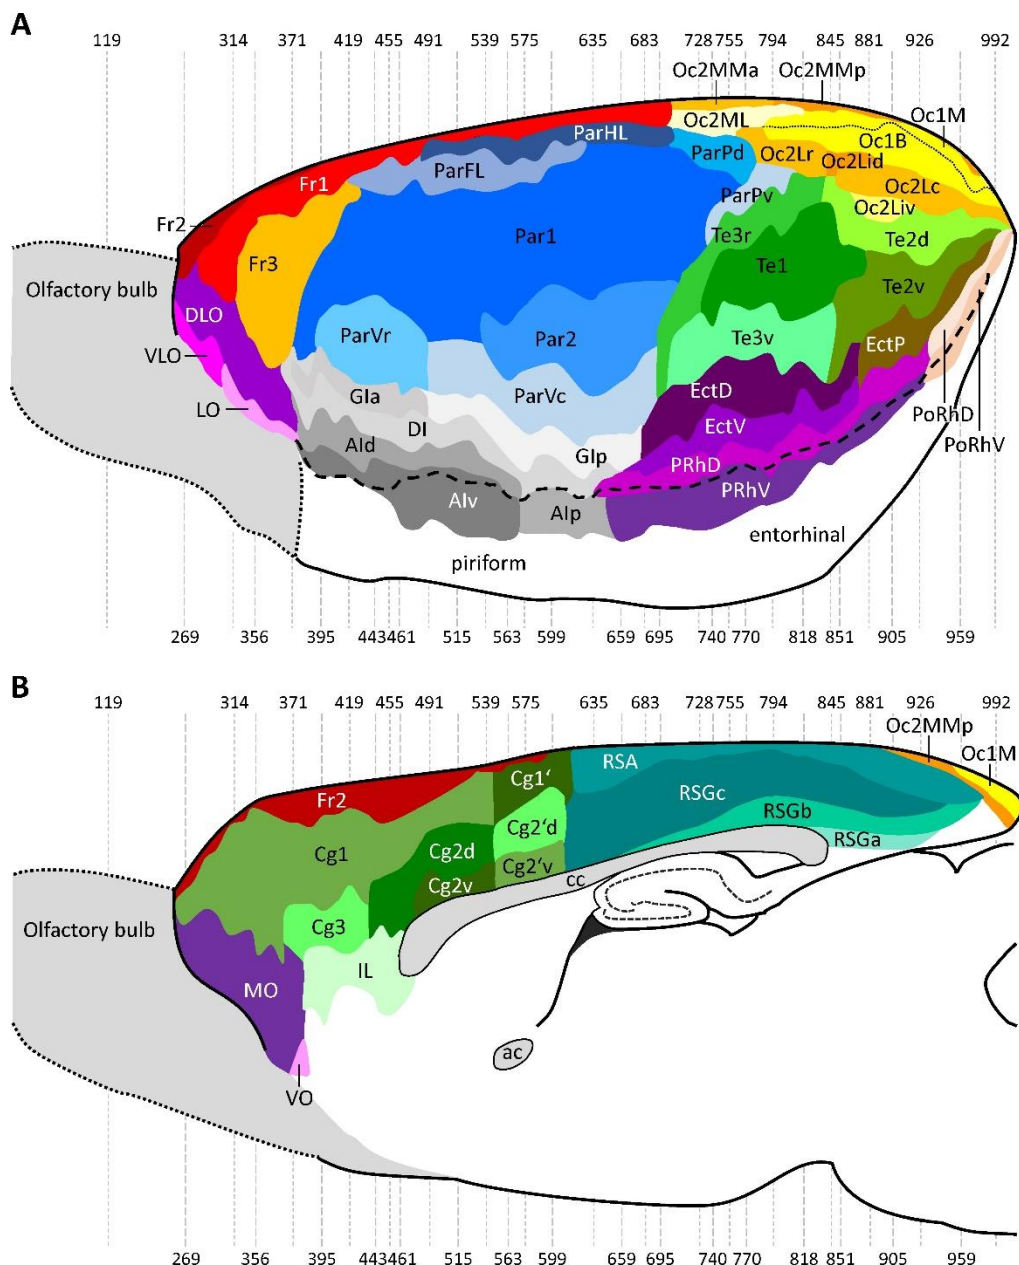 A
119 314 371 419 455 491 539 575 635 683 728 755 794 845 881 926 992
Oc2MMa Oc2MMp
Oc2ML Oc1M
ParHL Oc1B
ParPd Oc2Lr Oc2Lid
ParFL
Fr1 ParPv Oc2Lc
Oc2Liv
Fr2 Par1 Te3r Te2d
Fr3 Te1
Olfactory bulb Te2v
DLO
ParVr Par2 Te3v EctP
VLO
GIa ParVc EctD
LO PoRhD
DI EctV
AId GIp PoRhV
PRhD
AIv AIp PRhV
entorhinal
piriform
269 356 395 443 461 515 563 599 659 695 740 770 818 851 905 959
B
119 314 371 419 455 491 539 575 635 683 728 755 794 845 881 926 992
Oc2MMp
Oc1M
RSA
Cg1‘
Fr2 RSGc
RSGb
Cg2‘d
RSGa
Cg1 Cg2d
Cg2‘v
Cg2v cc
Olfactory bulb Cg3
IL
MO
ac
VO
269 356 395 443 461 515 563 599 659 695 740 770 818 851 905 959